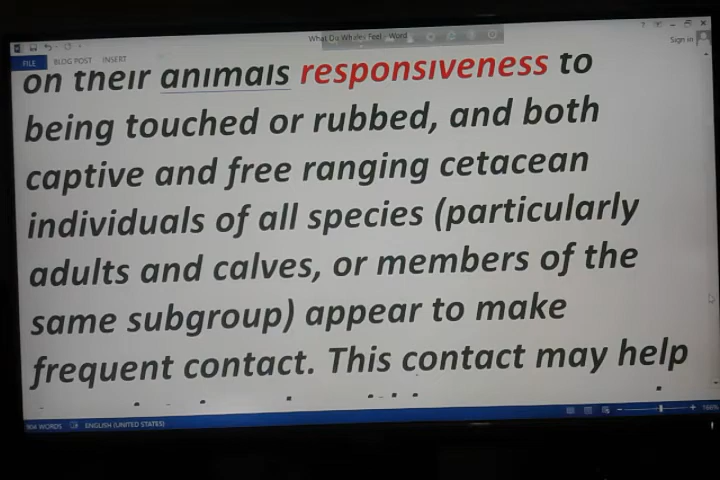 What Do Whales Feel - Word
Sign in
FILE BLOG POST INSERT
on their animals responsiveness to
being touched or rubbed, and both
captive and free ranging cetacean
individuals of all species (particularly
adults and calves, or members of the
same subgroup) appear to make
frequent contact. This contact may help
904 WORDS ENGLISH (UNITED STATES)